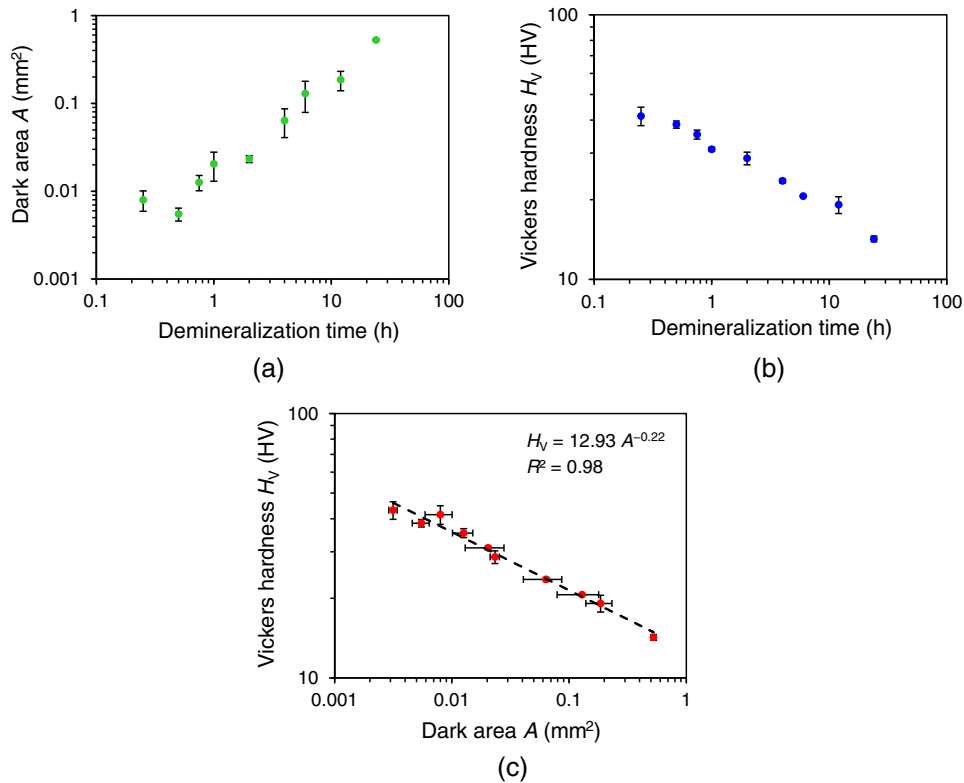 1
0.1
0.01
0.001
Dark area A (mm²)
0.1 1 10 100
Demineralization time (h)
(a)
100
10
Vickers hardness HV (HV)
0.1 1 10 100
Demineralization time (h)
(b)
100
10
Vickers hardness HV (HV)
HV = 12.93 A⁻⁰·²²
R² = 0.98
0.001 0.01 0.1 1
Dark area A (mm²)
(c)